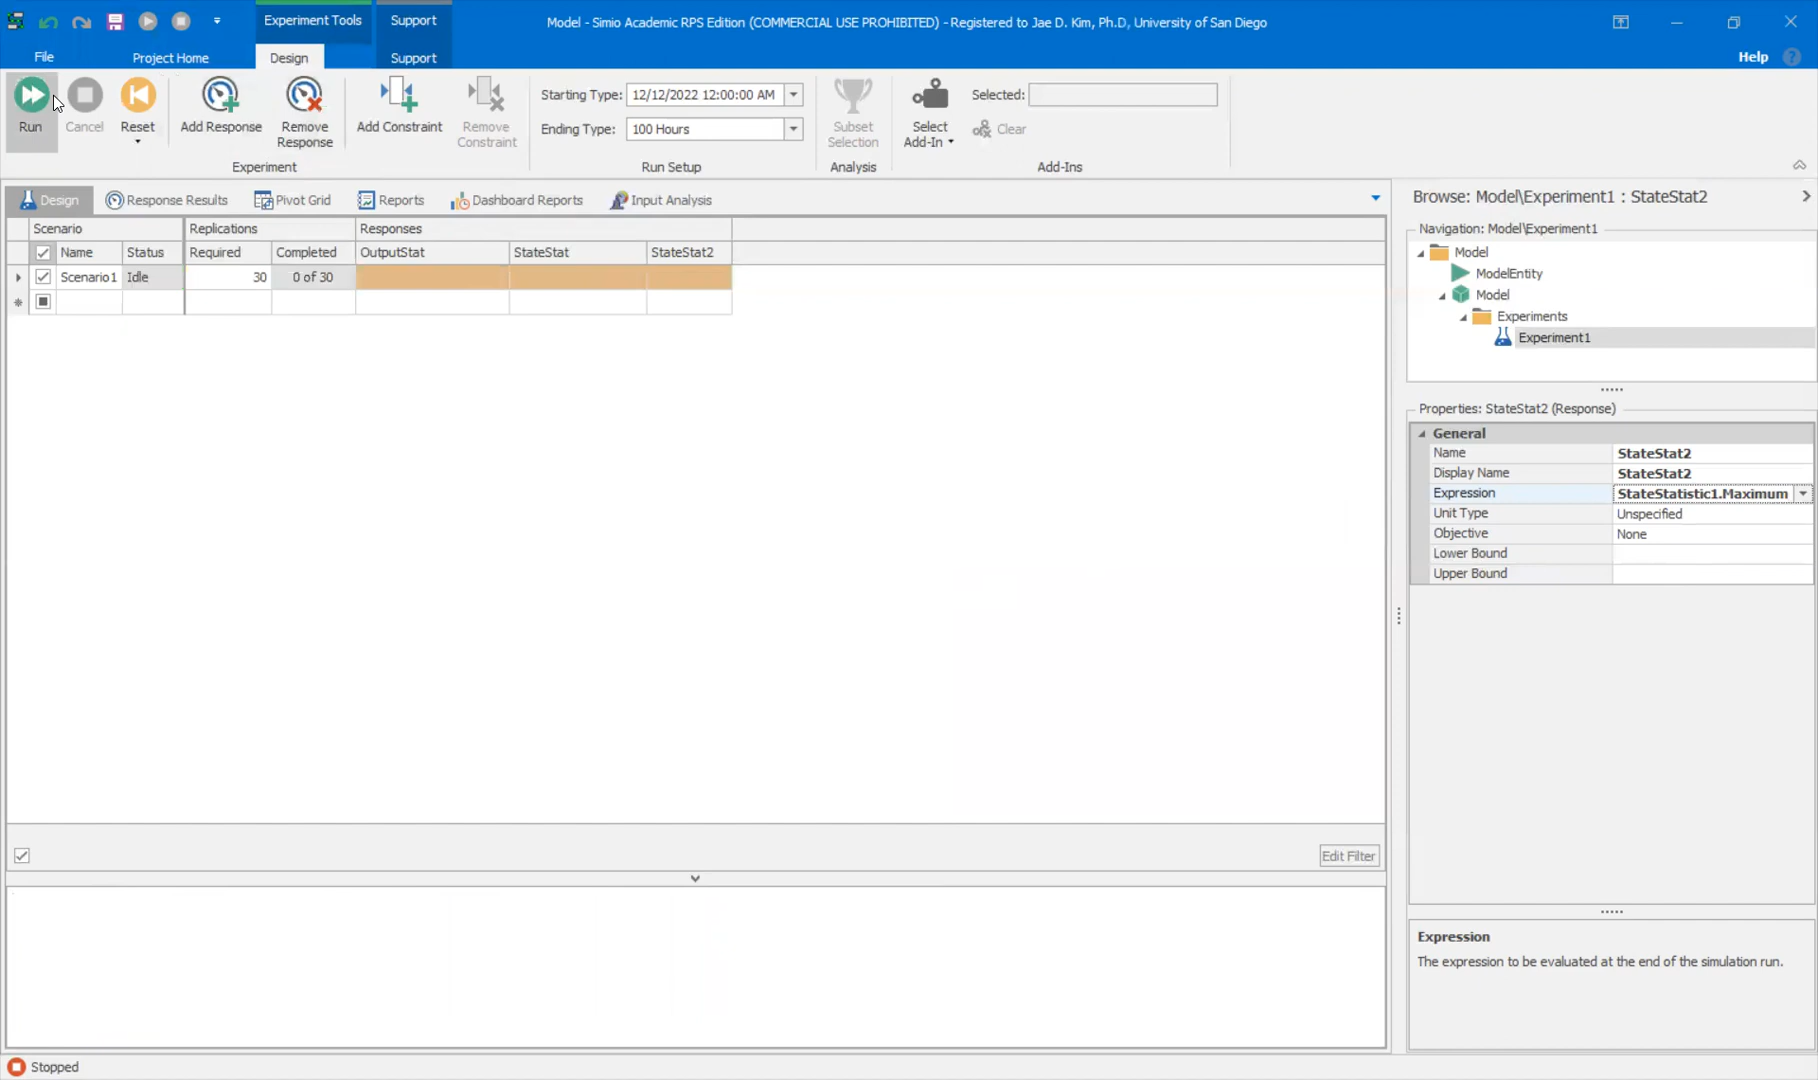 Experiment Tools
Support
Model - Simio Academic RPS Edition (COMMERCIAL USE PROHIBITED) - Registered to Jae D. Kim, Ph.D, University of San Diego
File
Project Home
Design
Support
Help
Run
Cancel
Reset
Add Response
Remove Response
Add Constraint
Remove Constraint
Experiment
Starting Type: 12/12/2022 12:00:00 AM
Ending Type: 100 Hours
Run Setup
Subset Selection
Analysis
Select Add-In
Selected:
Clear
Add-Ins
Design
Response Results
Pivot Grid
Reports
Dashboard Reports
Input Analysis
Scenario
Replications
Responses
Name
Status
Required
Completed
OutputStat
StateStat
StateStat2
Scenario1
Idle
30
0 of 30
Edit Filter
Browse: Model\Experiment1 : StateStat2
Navigation: Model\Experiment1
Model
ModelEntity
Model
Experiments
Experiment1
Properties: StateStat2 (Response)
General
Name StateStat2
Display Name StateStat2
Expression StateStatistic1.Maximum
Unit Type Unspecified
Objective None
Lower Bound
Upper Bound
Expression
The expression to be evaluated at the end of the simulation run.
Stopped